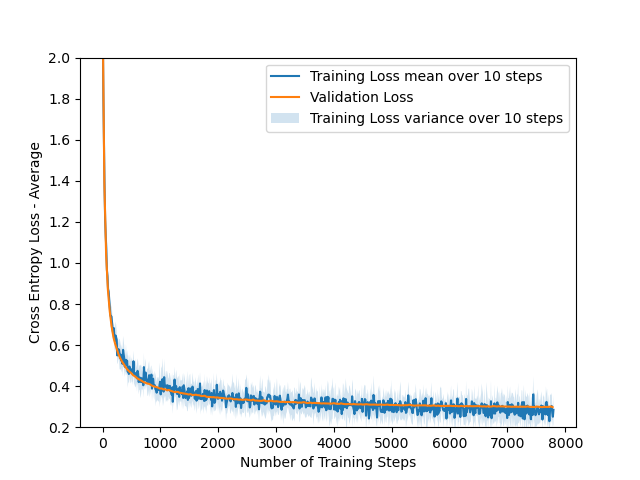 Training Loss mean over 10 steps
Validation Loss
Training Loss variance over 10 steps
2.0
1.8
1.6
1.4
1.2
1.0
0.8
0.6
0.4
0.2
Cross Entropy Loss - Average
0 1000 2000 3000 4000 5000 6000 7000 8000
Number of Training Steps